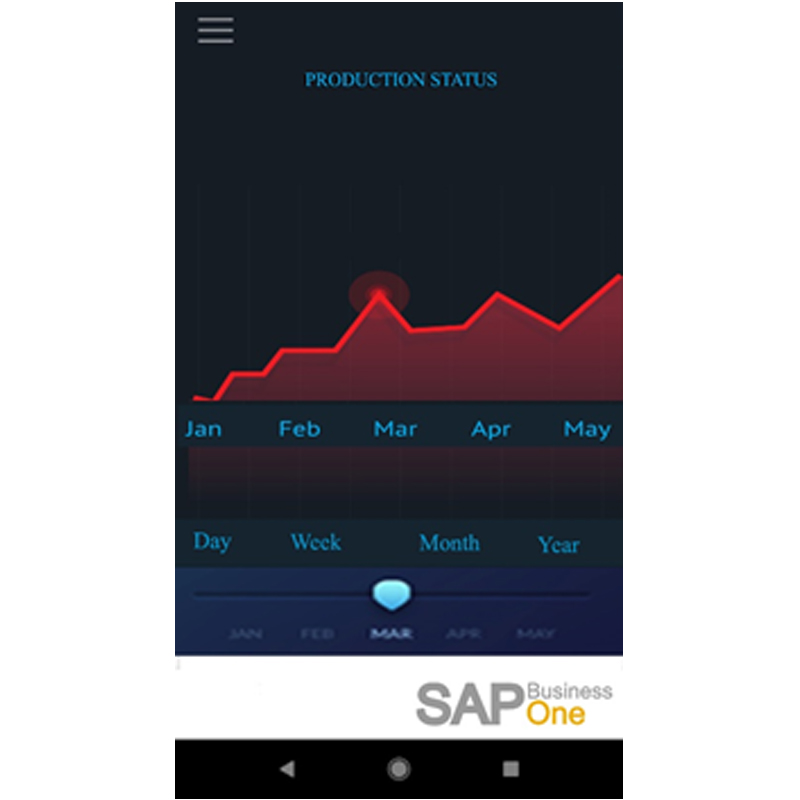 PRODUCTION STATUS
Jan Feb Mar Apr May
Day Week Month Year
JAN FEB MAR APR MAY
SAP Business One